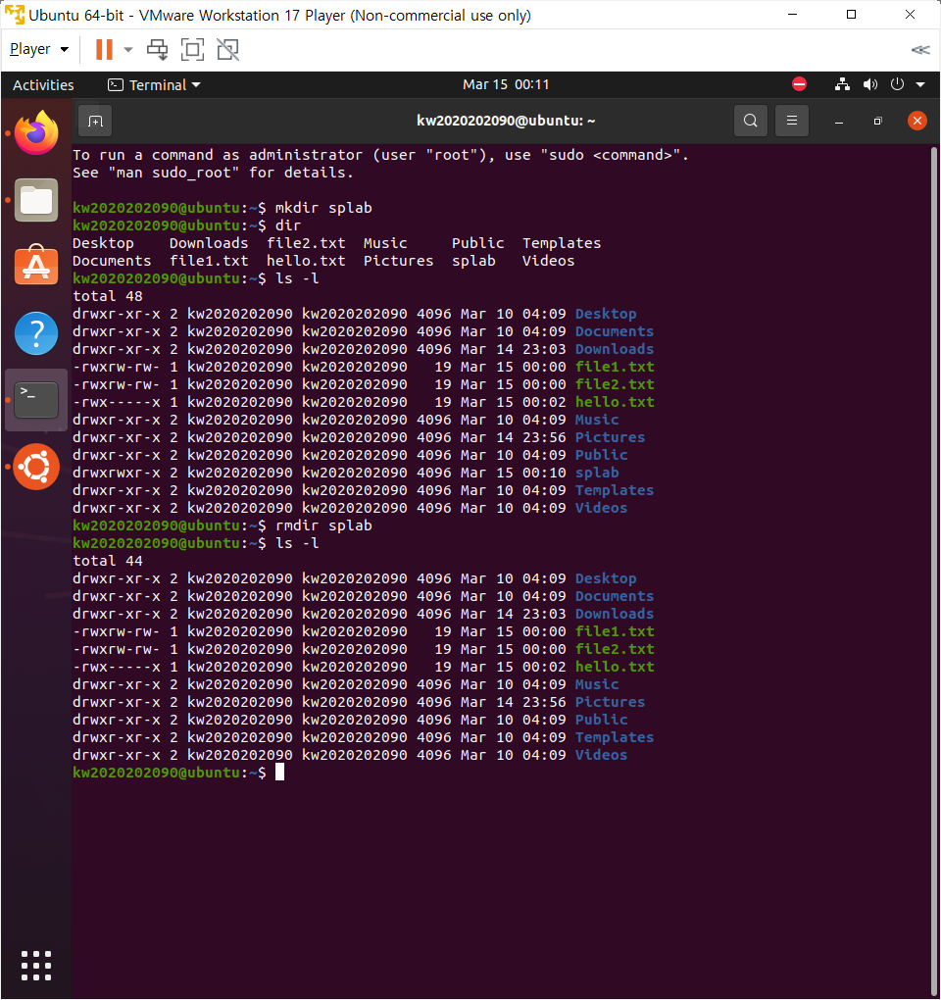 Ubuntu 64-bit - VMware Workstation 17 Player (Non-commercial use only)
Player
Activities Terminal Mar 15 00:11
kw2020202090@ubuntu: ~
To run a command as administrator (user "root"), use "sudo <command>".
See "man sudo_root" for details.
kw2020202090@ubuntu:~$ mkdir splab
kw2020202090@ubuntu:~$ dir
Desktop    Downloads  file2.txt  Music     Public  Templates
Documents  file1.txt  hello.txt  Pictures  splab   Videos
kw2020202090@ubuntu:~$ ls -l
total 48
drwxr-xr-x 2 kw2020202090 kw2020202090 4096 Mar 10 04:09 Desktop
drwxr-xr-x 2 kw2020202090 kw2020202090 4096 Mar 10 04:09 Documents
drwxr-xr-x 2 kw2020202090 kw2020202090 4096 Mar 14 23:03 Downloads
-rwxrw-rw- 1 kw2020202090 kw2020202090   19 Mar 15 00:00 file1.txt
-rwxrw-rw- 1 kw2020202090 kw2020202090   19 Mar 15 00:00 file2.txt
-rwx-----x 1 kw2020202090 kw2020202090   19 Mar 15 00:02 hello.txt
drwxr-xr-x 2 kw2020202090 kw2020202090 4096 Mar 10 04:09 Music
drwxr-xr-x 2 kw2020202090 kw2020202090 4096 Mar 14 23:56 Pictures
drwxr-xr-x 2 kw2020202090 kw2020202090 4096 Mar 10 04:09 Public
drwxrwxr-x 2 kw2020202090 kw2020202090 4096 Mar 15 00:10 splab
drwxr-xr-x 2 kw2020202090 kw2020202090 4096 Mar 10 04:09 Templates
drwxr-xr-x 2 kw2020202090 kw2020202090 4096 Mar 10 04:09 Videos
kw2020202090@ubuntu:~$ rmdir splab
kw2020202090@ubuntu:~$ ls -l
total 44
drwxr-xr-x 2 kw2020202090 kw2020202090 4096 Mar 10 04:09 Desktop
drwxr-xr-x 2 kw2020202090 kw2020202090 4096 Mar 10 04:09 Documents
drwxr-xr-x 2 kw2020202090 kw2020202090 4096 Mar 14 23:03 Downloads
-rwxrw-rw- 1 kw2020202090 kw2020202090   19 Mar 15 00:00 file1.txt
-rwxrw-rw- 1 kw2020202090 kw2020202090   19 Mar 15 00:00 file2.txt
-rwx-----x 1 kw2020202090 kw2020202090   19 Mar 15 00:02 hello.txt
drwxr-xr-x 2 kw2020202090 kw2020202090 4096 Mar 10 04:09 Music
drwxr-xr-x 2 kw2020202090 kw2020202090 4096 Mar 14 23:56 Pictures
drwxr-xr-x 2 kw2020202090 kw2020202090 4096 Mar 10 04:09 Public
drwxr-xr-x 2 kw2020202090 kw2020202090 4096 Mar 10 04:09 Templates
drwxr-xr-x 2 kw2020202090 kw2020202090 4096 Mar 10 04:09 Videos
kw2020202090@ubuntu:~$